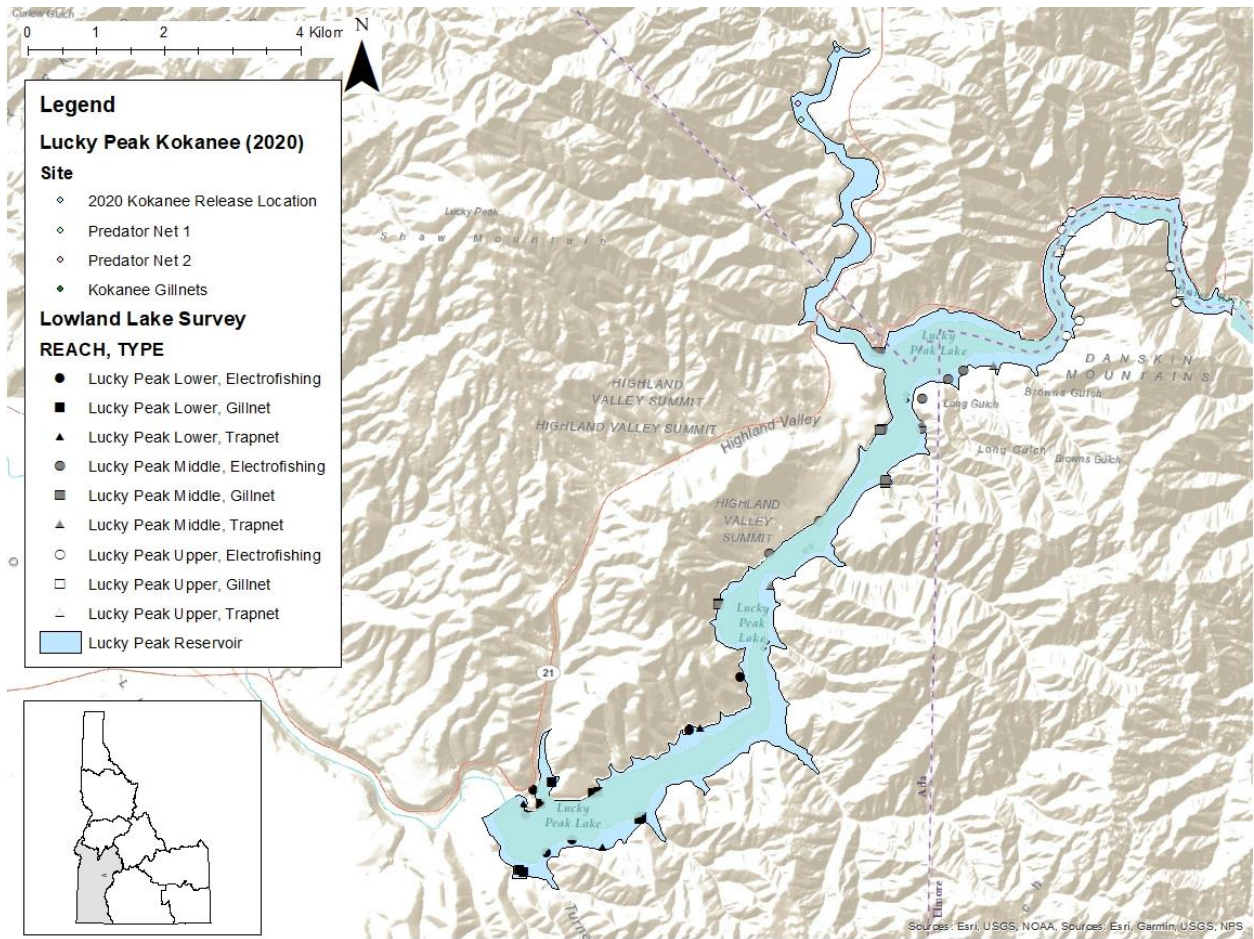 Curlew Gulch
0 1 2 4 Kilom
N
Legend
Lucky Peak Kokanee (2020)
Site
2020 Kokanee Release Location
Predator Net 1
Predator Net 2
Kokanee Gillnets
Lowland Lake Survey
REACH, TYPE
Lucky Peak Lower, Electrofishing
Lucky Peak Lower, Gillnet
Lucky Peak Lower, Trapnet
Lucky Peak Middle, Electrofishing
Lucky Peak Middle, Gillnet
Lucky Peak Middle, Trapnet
Lucky Peak Upper, Electrofishing
Lucky Peak Upper, Gillnet
Lucky Peak Upper, Trapnet
Lucky Peak Reservoir
Lucky Peak
Shaw Mountain
Lucky
Peak Lake
DANSKIN
MOUNTAINS
Browns Gulch
Long Gulch
HIGHLAND
VALLEY SUMMIT
HIGHLAND VALLEY SUMMIT
Highland Valley
Long Gulch
Browns Gulch
HIGHLAND
VALLEY
SUMMIT
Lucky
Peak
Lake
21
Ada
Lucky
Peak Lake
Elmore
Turne
Sources: Esri, USGS, NOAA, Sources: Esri, Garmin, USGS, NPS